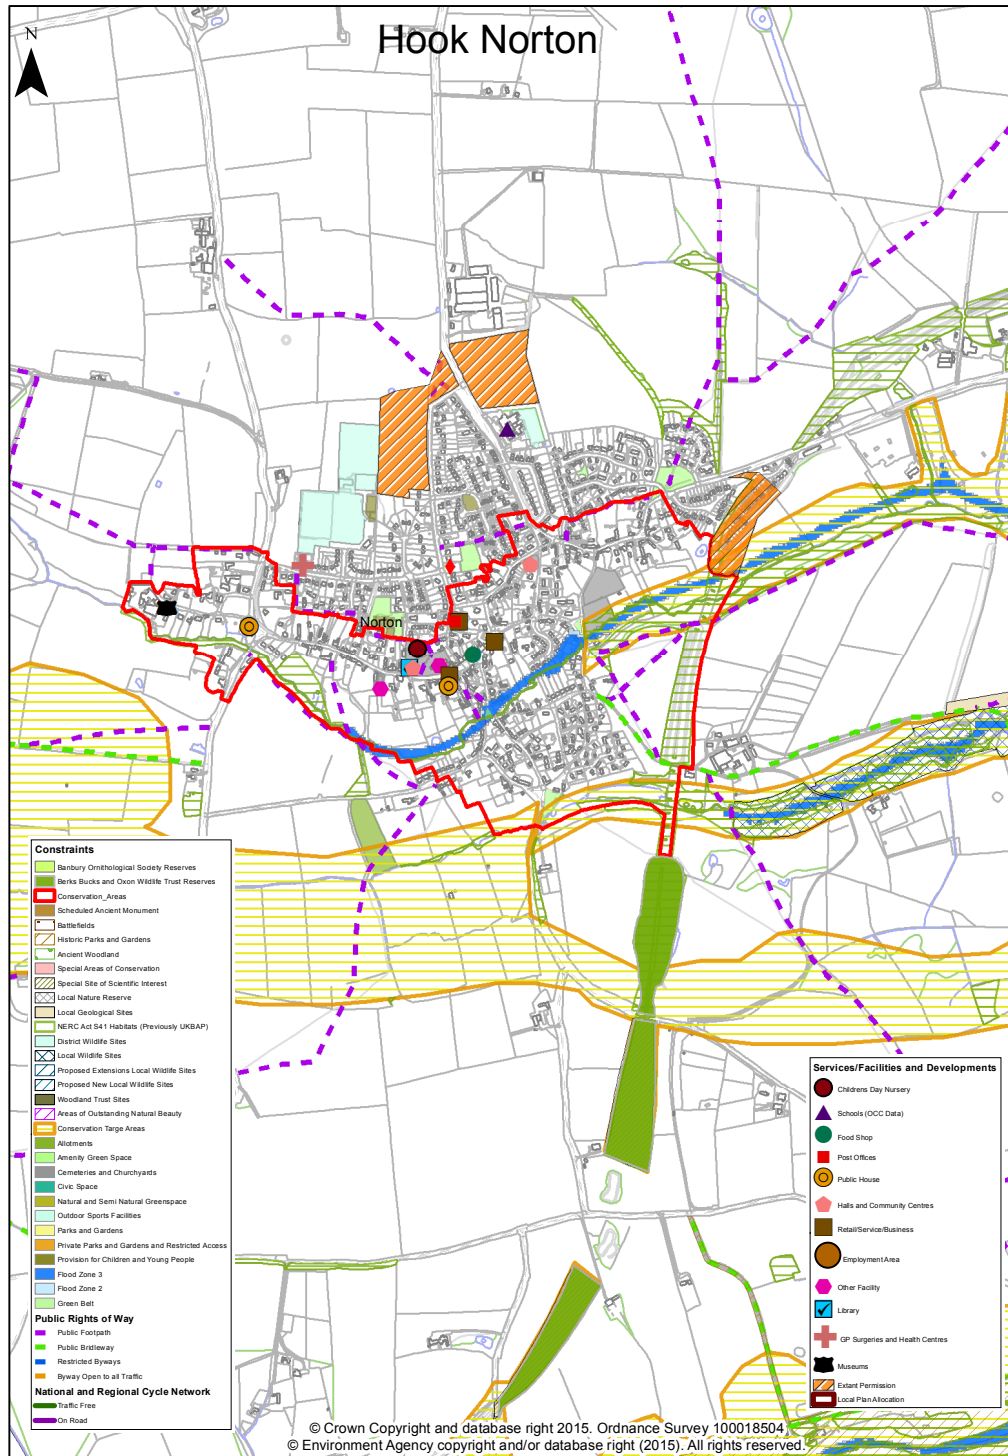 Hook Norton
N
Norton
Constraints
Banbury Ornithological Society Reserves
Berks Bucks and Oxon Wildlife Trust Reserves
Conservation_Areas
Scheduled Ancient Monument
Battlefields
Historic Parks and Gardens
Ancient Woodland
Special Areas of Conservation
Special Site of Scientific Interest
Local Nature Reserve
Local Geological Sites
NERC Act S41 Habitats (Previously UKBAP)
District Wildlife Sites
Local Wildlife Sites
Proposed Extensions Local Wildlife Sites
Proposed New Local Wildlife Sites
Woodland Trust Sites
Areas of Outstanding Natural Beauty
Conservation Targe Areas
Allotments
Amenity Green Space
Cemeteries and Churchyards
Civic Space
Natural and Semi Natural Greenspace
Outdoor Sports Facilities
Parks and Gardens
Private Parks and Gardens and Restricted Access
Provision for Children and Young People
Flood Zone 3
Flood Zone 2
Green Belt
Public Rights of Way
Public Footpath
Public Bridleway
Restricted Byways
Byway Open to all Traffic
National and Regional Cycle Network
Traffic Free
On Road
Services/Facilities and Developments
Childrens Day Nursery
Schools (OCC Data)
Food Shop
Post Offices
Public House
Halls and Community Centres
Retail/Service/Business
Employment Area
Other Facility
Library
GP Surgeries and Health Centres
Museums
Extant Permission
Local Plan Allocation
© Crown Copyright and database right 2015. Ordnance Survey 100018504.
© Environment Agency copyright and/or database right (2015). All rights reserved.